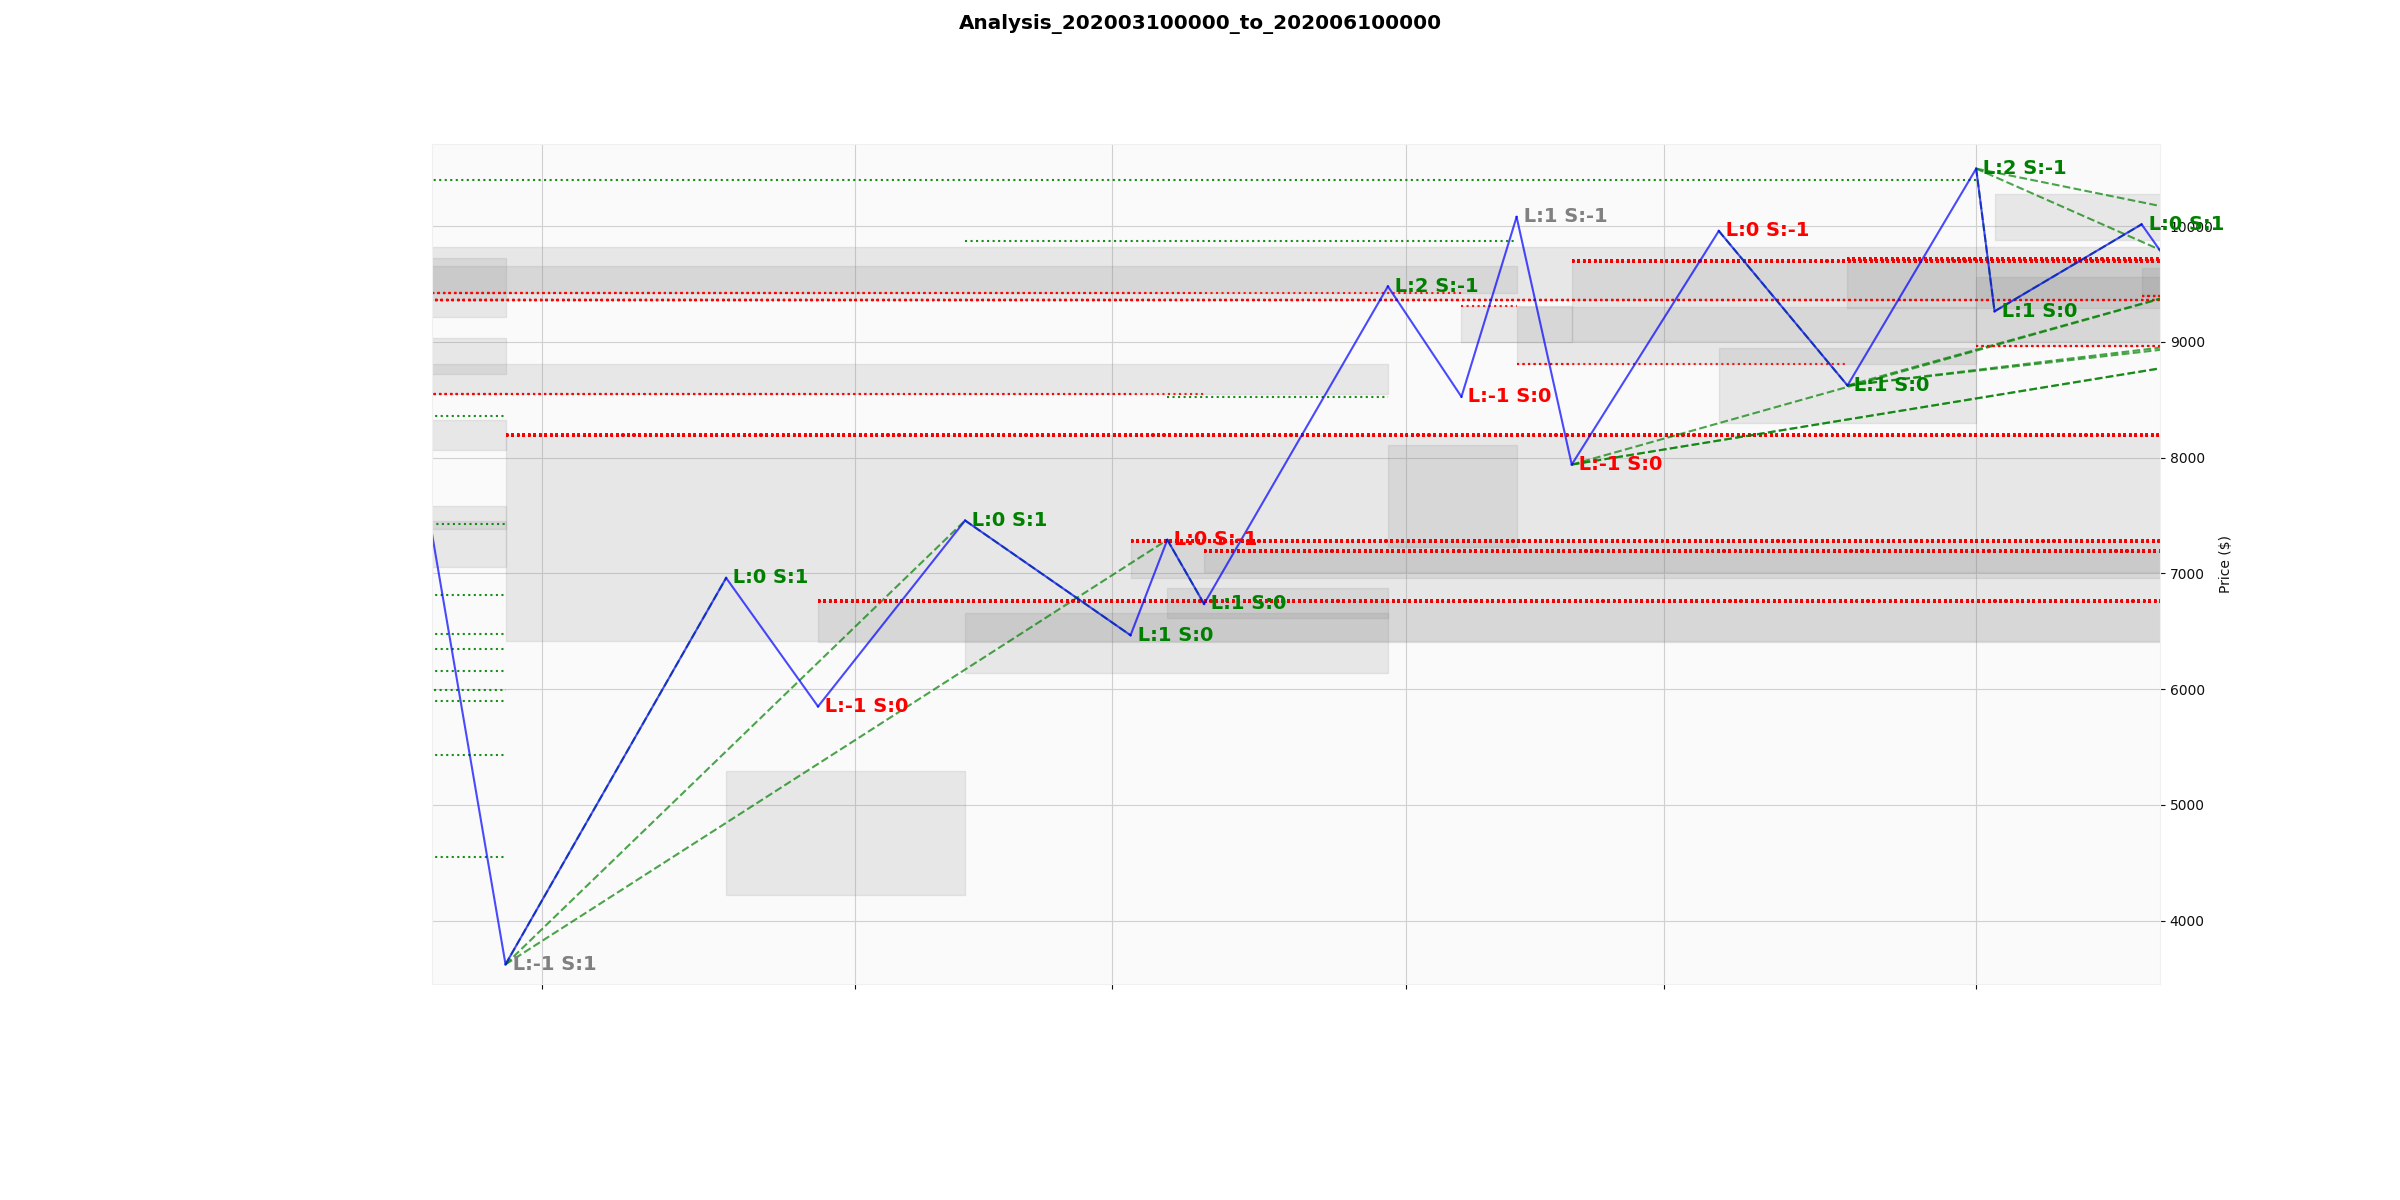 Analysis_202003100000_to_202006100000
L:2 S:-1
L:1 S:-1
L:0 S:1
10000
L:0 S:-1
L:2 S:-1
L:1 S:0
9000
L:1 S:0
L:-1 S:0
8000
L:-1 S:0
L:0 S:1
L:0 S:-1
Price ($)
7000
L:0 S:1
L:1 S:0
L:1 S:0
6000
L:-1 S:0
5000
4000
L:-1 S:1